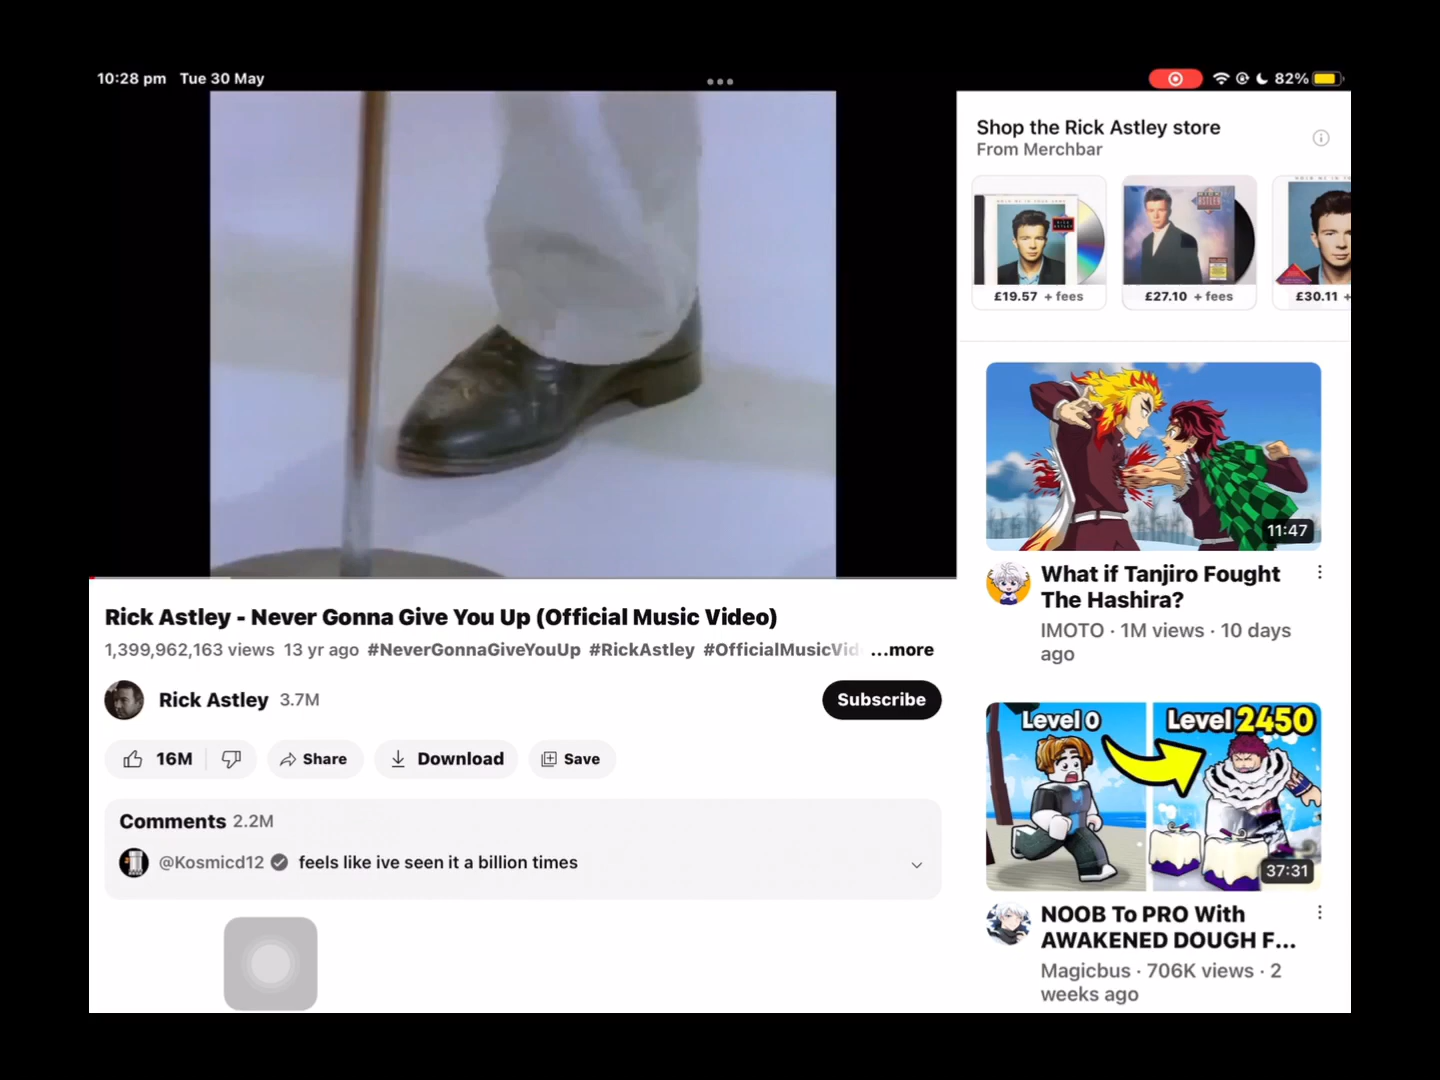 10:28 pm Tue 30 May
82%
Shop the Rick Astley store
From Merchbar
£19.57 + fees
£27.10 + fees
£30.11 +
11:47
What if Tanjiro Fought
The Hashira?
IMOTO · 1M views · 10 days
ago
Level 0
Level 2450
37:31
NOOB To PRO With
AWAKENED DOUGH F...
Magicbus · 706K views · 2
weeks ago
Rick Astley - Never Gonna Give You Up (Official Music Video)
1,399,962,163 views 13 yr ago #NeverGonnaGiveYouUp #RickAstley #OfficialMusicVid ...more
Rick Astley 3.7M
Subscribe
16M
Share
Download
Save
Comments 2.2M
@Kosmicd12 feels like ive seen it a billion times